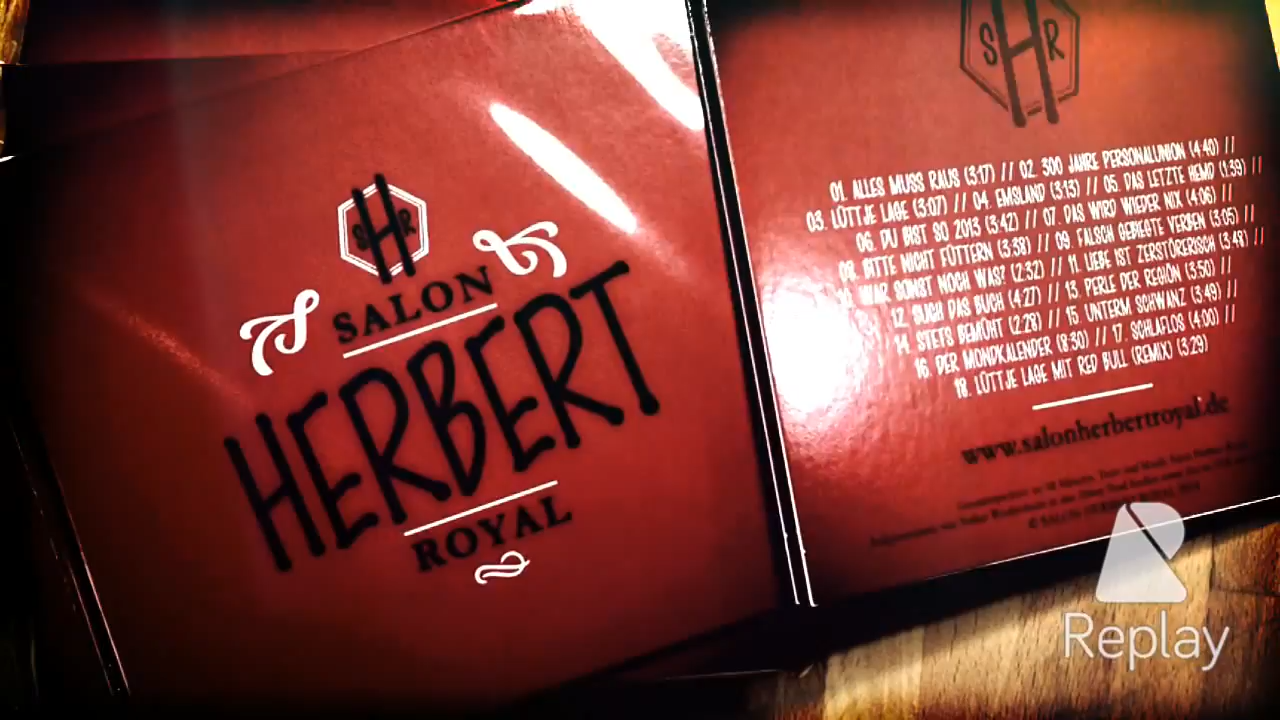 SHR
SALON
HERBERT
ROYAL
SHR
01. ALLES MUSS RAUS (3:17) // 02. 300 JAHRE PERSONALUNION (4:40) //
03. LÜTTJE LAGE (3:07) // 04. EMSLAND (3:13) // 05. DAS LETZTE HEMD (1:39) //
06. DU BIST SO 2013 (3:42) // 07. DAS WIRD WIEDER NIX (4:06) //
08. BITTE NICHT FÜTTERN (3:38) // 09. FALSCH GEBIEGTE VERBEN (3:05) //
10. WAR SONST NOCH WAS? (2:32) // 11. LIEBE IST ZERSTÖRERISCH (3:48) //
12. SUCH DAS BUCH (4:27) // 13. PERLE DER REGION (3:50) //
14. STETS BEMÜHT (2:28) // 15. UNTERM SCHWANZ (3:49) //
16. DER MONDKALENDER (8:30) // 17. SCHLAFLOS (4:00) //
18. LÜTTJE LAGE MIT RED BULL (REMIX) (3:29)
www.salonherbertroyal.de
Replay